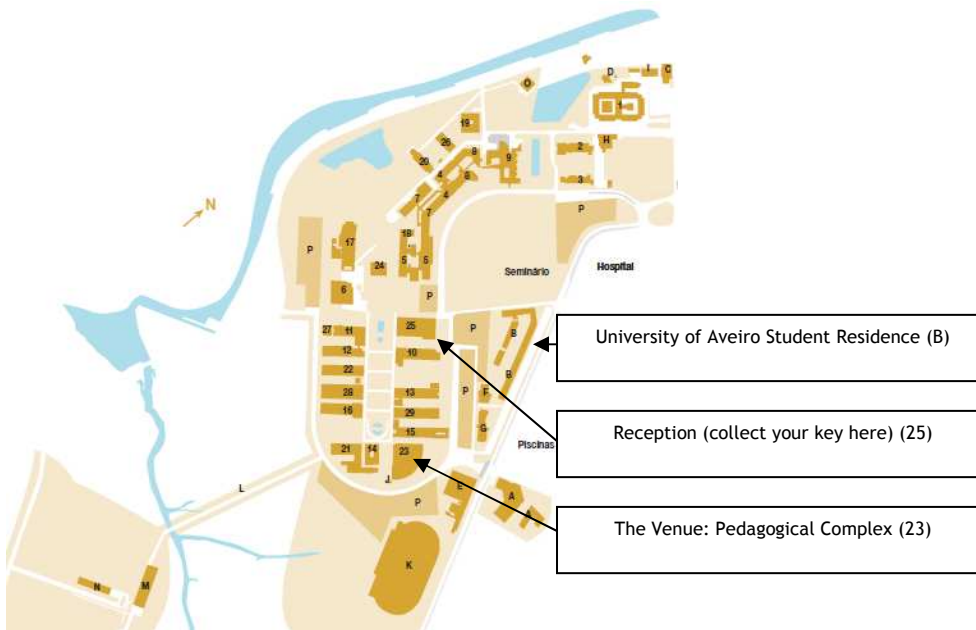 O
D
I
C
1
19
26
20
8
9
2
H
4
8
3
7
4
7
P
18
17
P
5
5
24
Seminário
Hospital
N
6
P
27
11
25
P
B
12
10
22
B
28
13
P
F
16
29
15
G
Piscinas
21
14
23
J
L
P
E
A
A
K
N
M
University of Aveiro Student Residence (B)
Reception (collect your key here) (25)
The Venue: Pedagogical Complex (23)